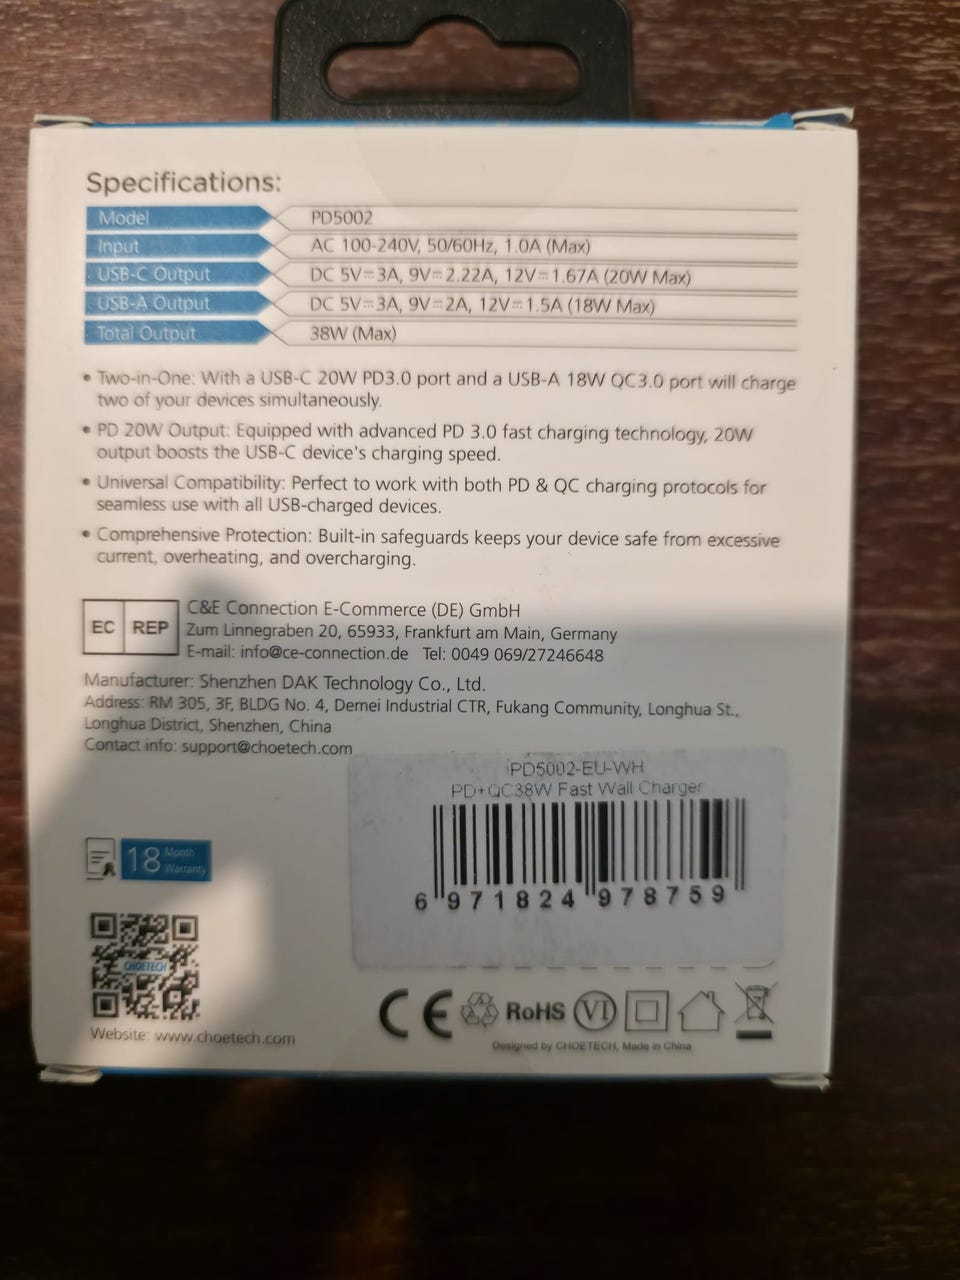 Specifications:
Model PD5002
Input AC 100-240V, 50/60Hz, 1.0A (Max)
USB-C Output DC 5V⎓3A, 9V⎓2.22A, 12V⎓1.67A (20W Max)
USB-A Output DC 5V⎓3A, 9V⎓2A, 12V⎓1.5A (18W Max)
Total Output 38W (Max)
• Two-in-One: With a USB-C 20W PD3.0 port and a USB-A 18W QC3.0 port will charge
two of your devices simultaneously.
• PD 20W Output: Equipped with advanced PD 3.0 fast charging technology, 20W
output boosts the USB-C device's charging speed.
• Universal Compatibility: Perfect to work with both PD & QC charging protocols for
seamless use with all USB-charged devices.
• Comprehensive Protection: Built-in safeguards keeps your device safe from excessive
current, overheating, and overcharging.
EC REP
C&E Connection E-Commerce (DE) GmbH
Zum Linnegraben 20, 65933, Frankfurt am Main, Germany
E-mail: info@ce-connection.de Tel: 0049 069/27246648
Manufacturer: Shenzhen DAK Technology Co., Ltd.
Address: RM 305, 3F, BLDG No. 4, Demei Industrial CTR, Fukang Community, Longhua St.,
Longhua District, Shenzhen, China
Contact info: support@choetech.com
PD5002-EU-WH
PD+QC38W Fast Wall Charger
6 971824 978759
18 Month
Warranty
CHOETECH
Website: www.choetech.com
CE RoHS VI
Designed by CHOETECH, Made in China